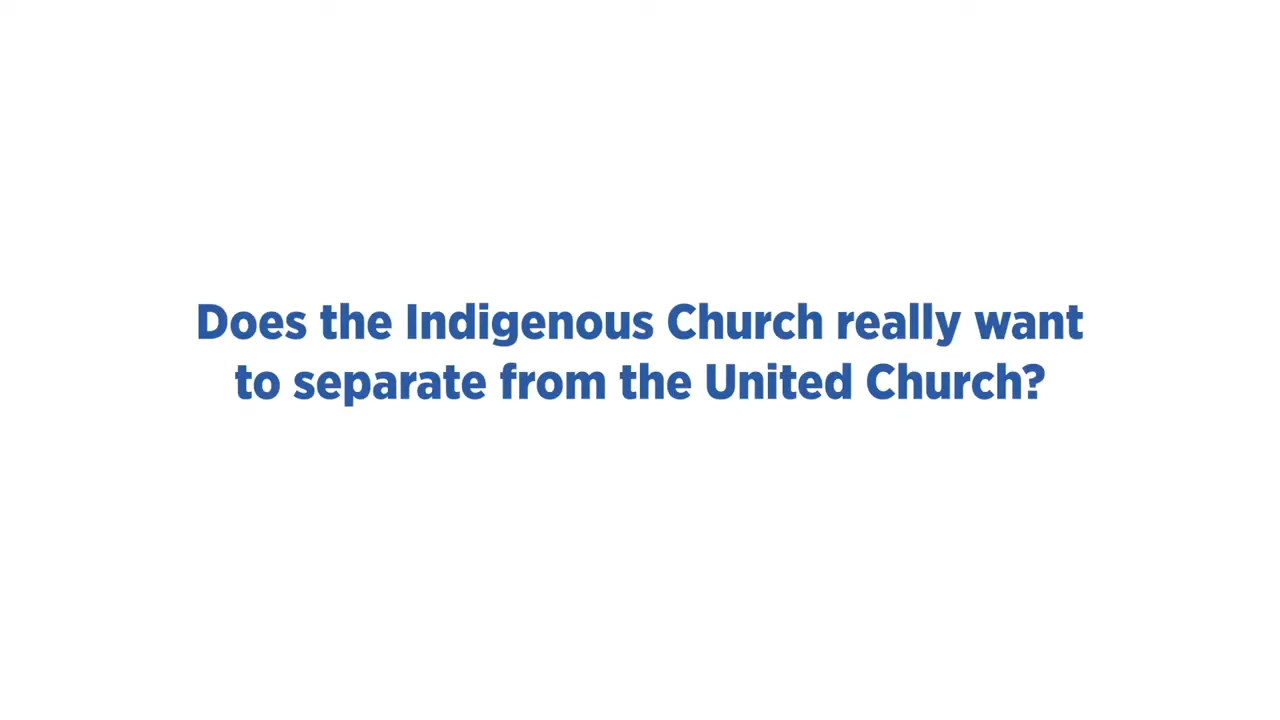 Does the Indigenous Church really want
to separate from the United Church?